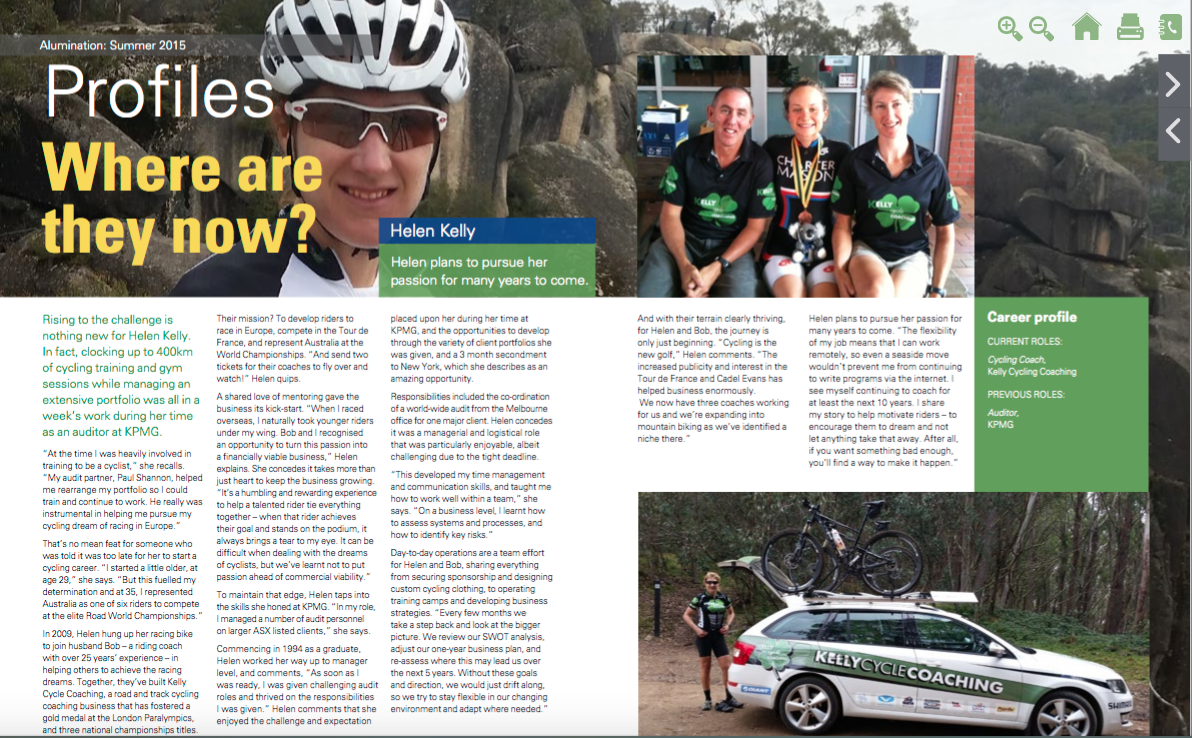 Alumination: Summer 2015
Profiles
Where are
they now?
Helen Kelly
Helen plans to pursue her
passion for many years to come.
Rising to the challenge is
nothing new for Helen Kelly.
In fact, clocking up to 400km
of cycling training and gym
sessions while managing an
extensive portfolio was all in a
week's work during her time
as an auditor at KPMG.
"At the time I was heavily involved in
training to be a cyclist," she recalls.
"My audit partner, Paul Shannon, helped
me rearrange my portfolio so I could
train and continue to work. He really was
instrumental in helping me pursue my
cycling dream of racing in Europe."
That's no mean feat for someone who
was told it was too late for her to start a
cycling career. "I started a little older, at
age 29," she says. "But this fuelled my
determination and at 35, I represented
Australia as one of six riders to compete
at the elite Road World Championships."
In 2009, Helen hung up her racing bike
to join husband Bob – a riding coach
with over 25 years' experience – in
helping others to achieve the racing
dreams. Together, they've built Kelly
Cycle Coaching, a road and track cycling
coaching business that has fostered a
gold medal at the London Paralympics,
and three national championships titles.
Their mission? To develop riders to
race in Europe, compete in the Tour de
France, and represent Australia at the
World Championships. "And send two
tickets for their coaches to fly over and
watch!" Helen quips.
A shared love of mentoring gave the
business its kick-start. "When I raced
overseas, I naturally took younger riders
under my wing. Bob and I recognised
an opportunity to turn this passion into
a financially viable business," Helen
explains. She concedes it takes more than
just heart to keep the business growing.
"It's a humbling and rewarding experience
to help a talented rider tie everything
together – when that rider achieves
their goal and stands on the podium, it
always brings a tear to my eye. It can be
difficult when dealing with the dreams
of cyclists, but we've learnt not to put
passion ahead of commercial viability."
To maintain that edge, Helen taps into
the skills she honed at KPMG. "In my role,
I managed a number of audit personnel
on larger ASX listed clients," she says.
Commencing in 1994 as a graduate,
Helen worked her way up to manager
level, and comments, "As soon as I
was ready, I was given challenging audit
roles and thrived on the responsibilities
I was given." Helen comments that she
enjoyed the challenge and expectation
placed upon her during her time at
KPMG, and the opportunities to develop
through the variety of client portfolios she
was given, and a 3 month secondment
to New York, which she describes as an
amazing opportunity.
Responsibilities included the co-ordination
of a world-wide audit from the Melbourne
office for one major client. Helen concedes
it was a managerial and logistical role
that was particularly enjoyable, albeit
challenging due to the tight deadline.
"This developed my time management
and communication skills, and taught me
how to work well within a team," she
says. "On a business level, I learnt how
to assess systems and processes, and
how to identify key risks."
Day-to-day operations are a team effort
for Helen and Bob, sharing everything
from securing sponsorship and designing
custom cycling clothing, to operating
training camps and developing business
strategies. "Every few months we
take a step back and look at the bigger
picture. We review our SWOT analysis,
adjust our one-year business plan, and
re-assess where this may lead us over
the next 5 years. Without these goals
and direction, we would just drift along,
so we try to stay flexible in our changing
environment and adapt where needed."
KELLY
COACHING
CHARTER
MASON
KELLY
COACHING
And with their terrain clearly thriving,
for Helen and Bob, the journey is
only just beginning. "Cycling is the
new golf," Helen comments. "The
increased publicity and interest in the
Tour de France and Cadel Evans has
helped business enormously.
We now have three coaches working
for us and we're expanding into
mountain biking as we've identified a
niche there."
Helen plans to pursue her passion for
many years to come. "The flexibility
of my job means that I can work
remotely, so even a seaside move
wouldn't prevent me from continuing
to write programs via the internet. I
see myself continuing to coach for
at least the next 10 years. I share
my story to help motivate riders – to
encourage them to dream and not
let anything take that away. After all,
if you want something bad enough,
you'll find a way to make it happen."
Career profile
CURRENT ROLES:
Cycling Coach,
Kelly Cycling Coaching
PREVIOUS ROLES:
Auditor,
KPMG
KELLYCYCLECOACHING
GIANT
SHIMANO